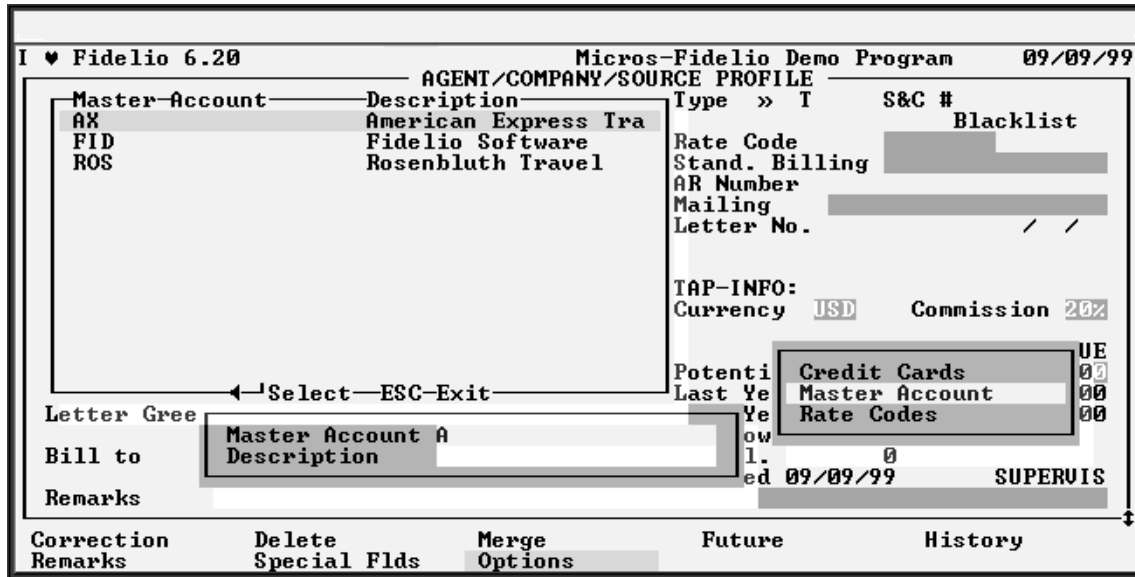 I ♥ Fidelio 6.20 Micros-Fidelio Demo Program 09/09/99
AGENT/COMPANY/SOURCE PROFILE
Master-Account Description Type » T S&C #
AX American Express Tra Blacklist
FID Fidelio Software Rate Code
ROS Rosenbluth Travel Stand. Billing
AR Number
Mailing
Letter No. / /
TAP-INFO:
Currency USD Commission 20%
UE
Potenti Credit Cards 00
Select—ESC-Exit Last Ye Master Account 00
Letter Gree Ye Rate Codes 00
Master Account A ow
Bill to Description l. 0
ed 09/09/99 SUPERVIS
Remarks
Correction Delete Merge Future History
Remarks Special Flds Options